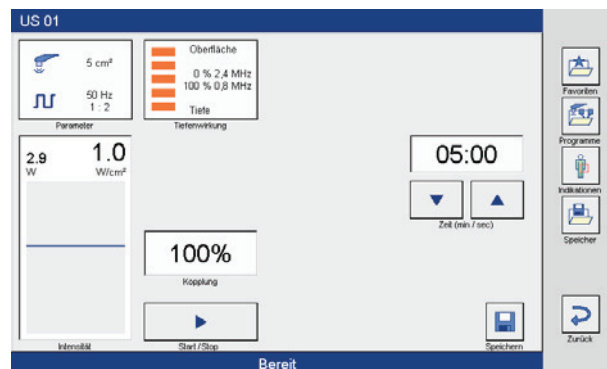 US 01
5 cm²
50 Hz
1 : 2
Parameter
Oberfläche
0 % 2,4 MHz
100 % 0,8 MHz
Tiefe
Tiefenwirkung
2.9 1.0
W W/cm²
Intensität
100%
Kopplung
Start / Stop
05:00
Zeit (min / sec)
Speichern
Favoriten
Programme
Indikationen
Speicher
Zurück
Bereit